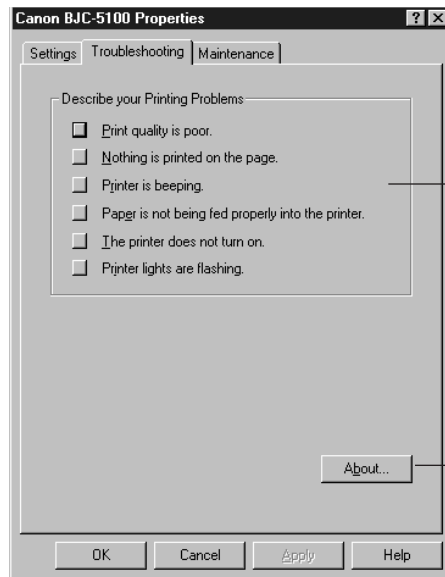 Canon BJC-5100 Properties
Settings Troubleshooting Maintenance
Describe your Printing Problems
Print quality is poor.
Nothing is printed on the page.
Printer is beeping.
Paper is not being fed properly into the printer.
The printer does not turn on.
Printer lights are flashing.
About...
OK Cancel Apply Help